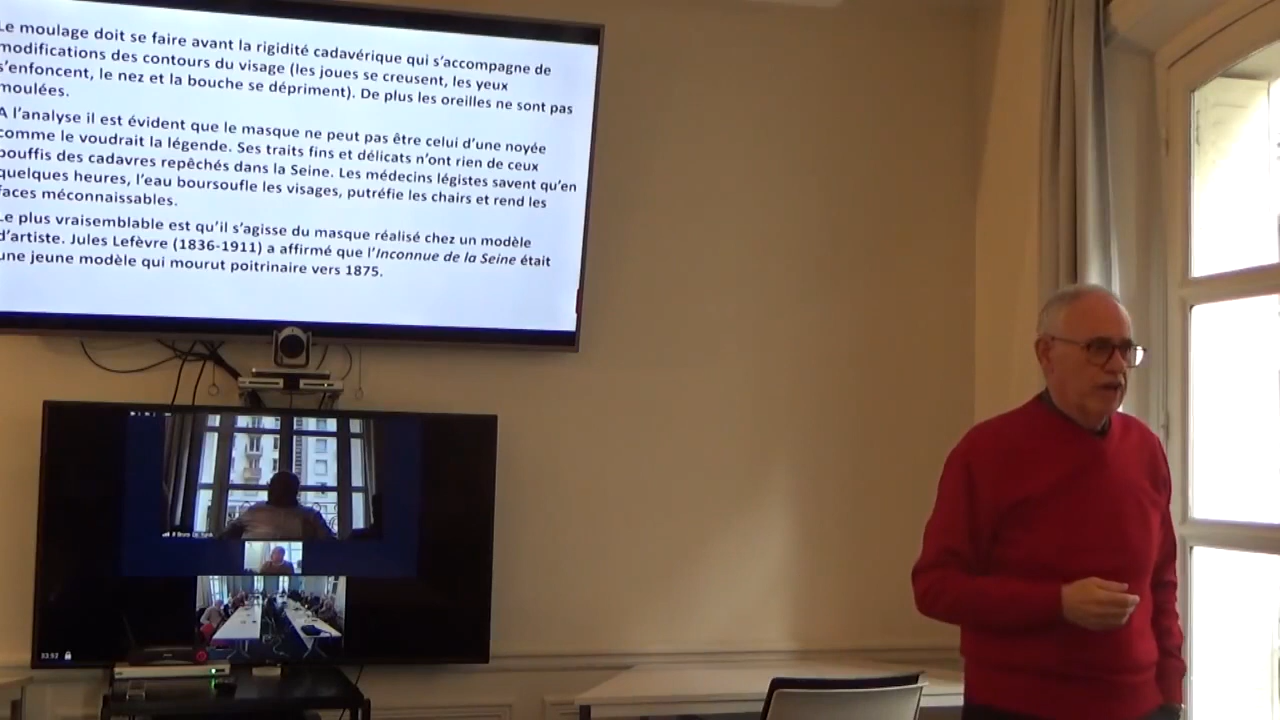 Le moulage doit se faire avant la rigidité cadavérique qui s'accompagne de
modifications des contours du visage (les joues se creusent, les yeux
s'enfoncent, le nez et la bouche se dépriment). De plus les oreilles ne sont pas
moulées.
A l'analyse il est évident que le masque ne peut pas être celui d'une noyée
comme le voudrait la légende. Ses traits fins et délicats n'ont rien de ceux
bouffis des cadavres repêchés dans la Seine. Les médecins légistes savent qu'en
quelques heures, l'eau boursoufle les visages, putréfie les chairs et rend les
faces méconnaissables.
Le plus vraisemblable est qu'il s'agisse du masque réalisé chez un modèle
d'artiste. Jules Lefèvre (1836-1911) a affirmé que l'Inconnue de la Seine était
une jeune modèle qui mourut poitrinaire vers 1875.